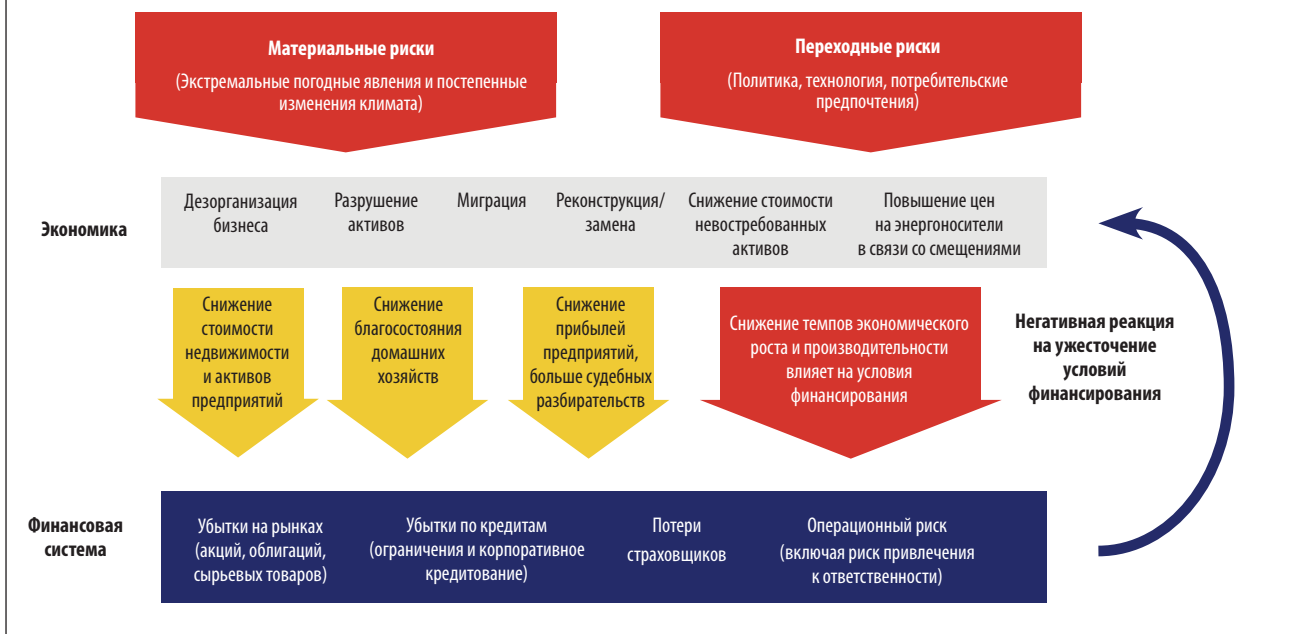 Материальные риски
(Экстремальные погодные явления и постепенные
изменения климата)
Переходные риски
(Политика, технология, потребительские
предпочтения)
Экономика
Дезорганизация
бизнеса
Разрушение
активов
Миграция
Реконструкция/
замена
Снижение стоимости
невостребованных
активов
Повышение цен
на энергоносители
в связи со смещениями
Снижение
стоимости
недвижимости
и активов
предприятий
Снижение
благосостояния
домашних
хозяйств
Снижение
прибылей
предприятий,
больше судебных
разбирательств
Снижение темпов экономического
роста и производительности
влияет на условия
финансирования
Негативная реакция
на ужесточение
условий
финансирования
Финансовая
система
Убытки на рынках
(акций, облигаций,
сырьевых товаров)
Убытки по кредитам
(ограничения и корпоративное
кредитование)
Потери
страховщиков
Операционный риск
(включая риск привлечения
к ответственности)